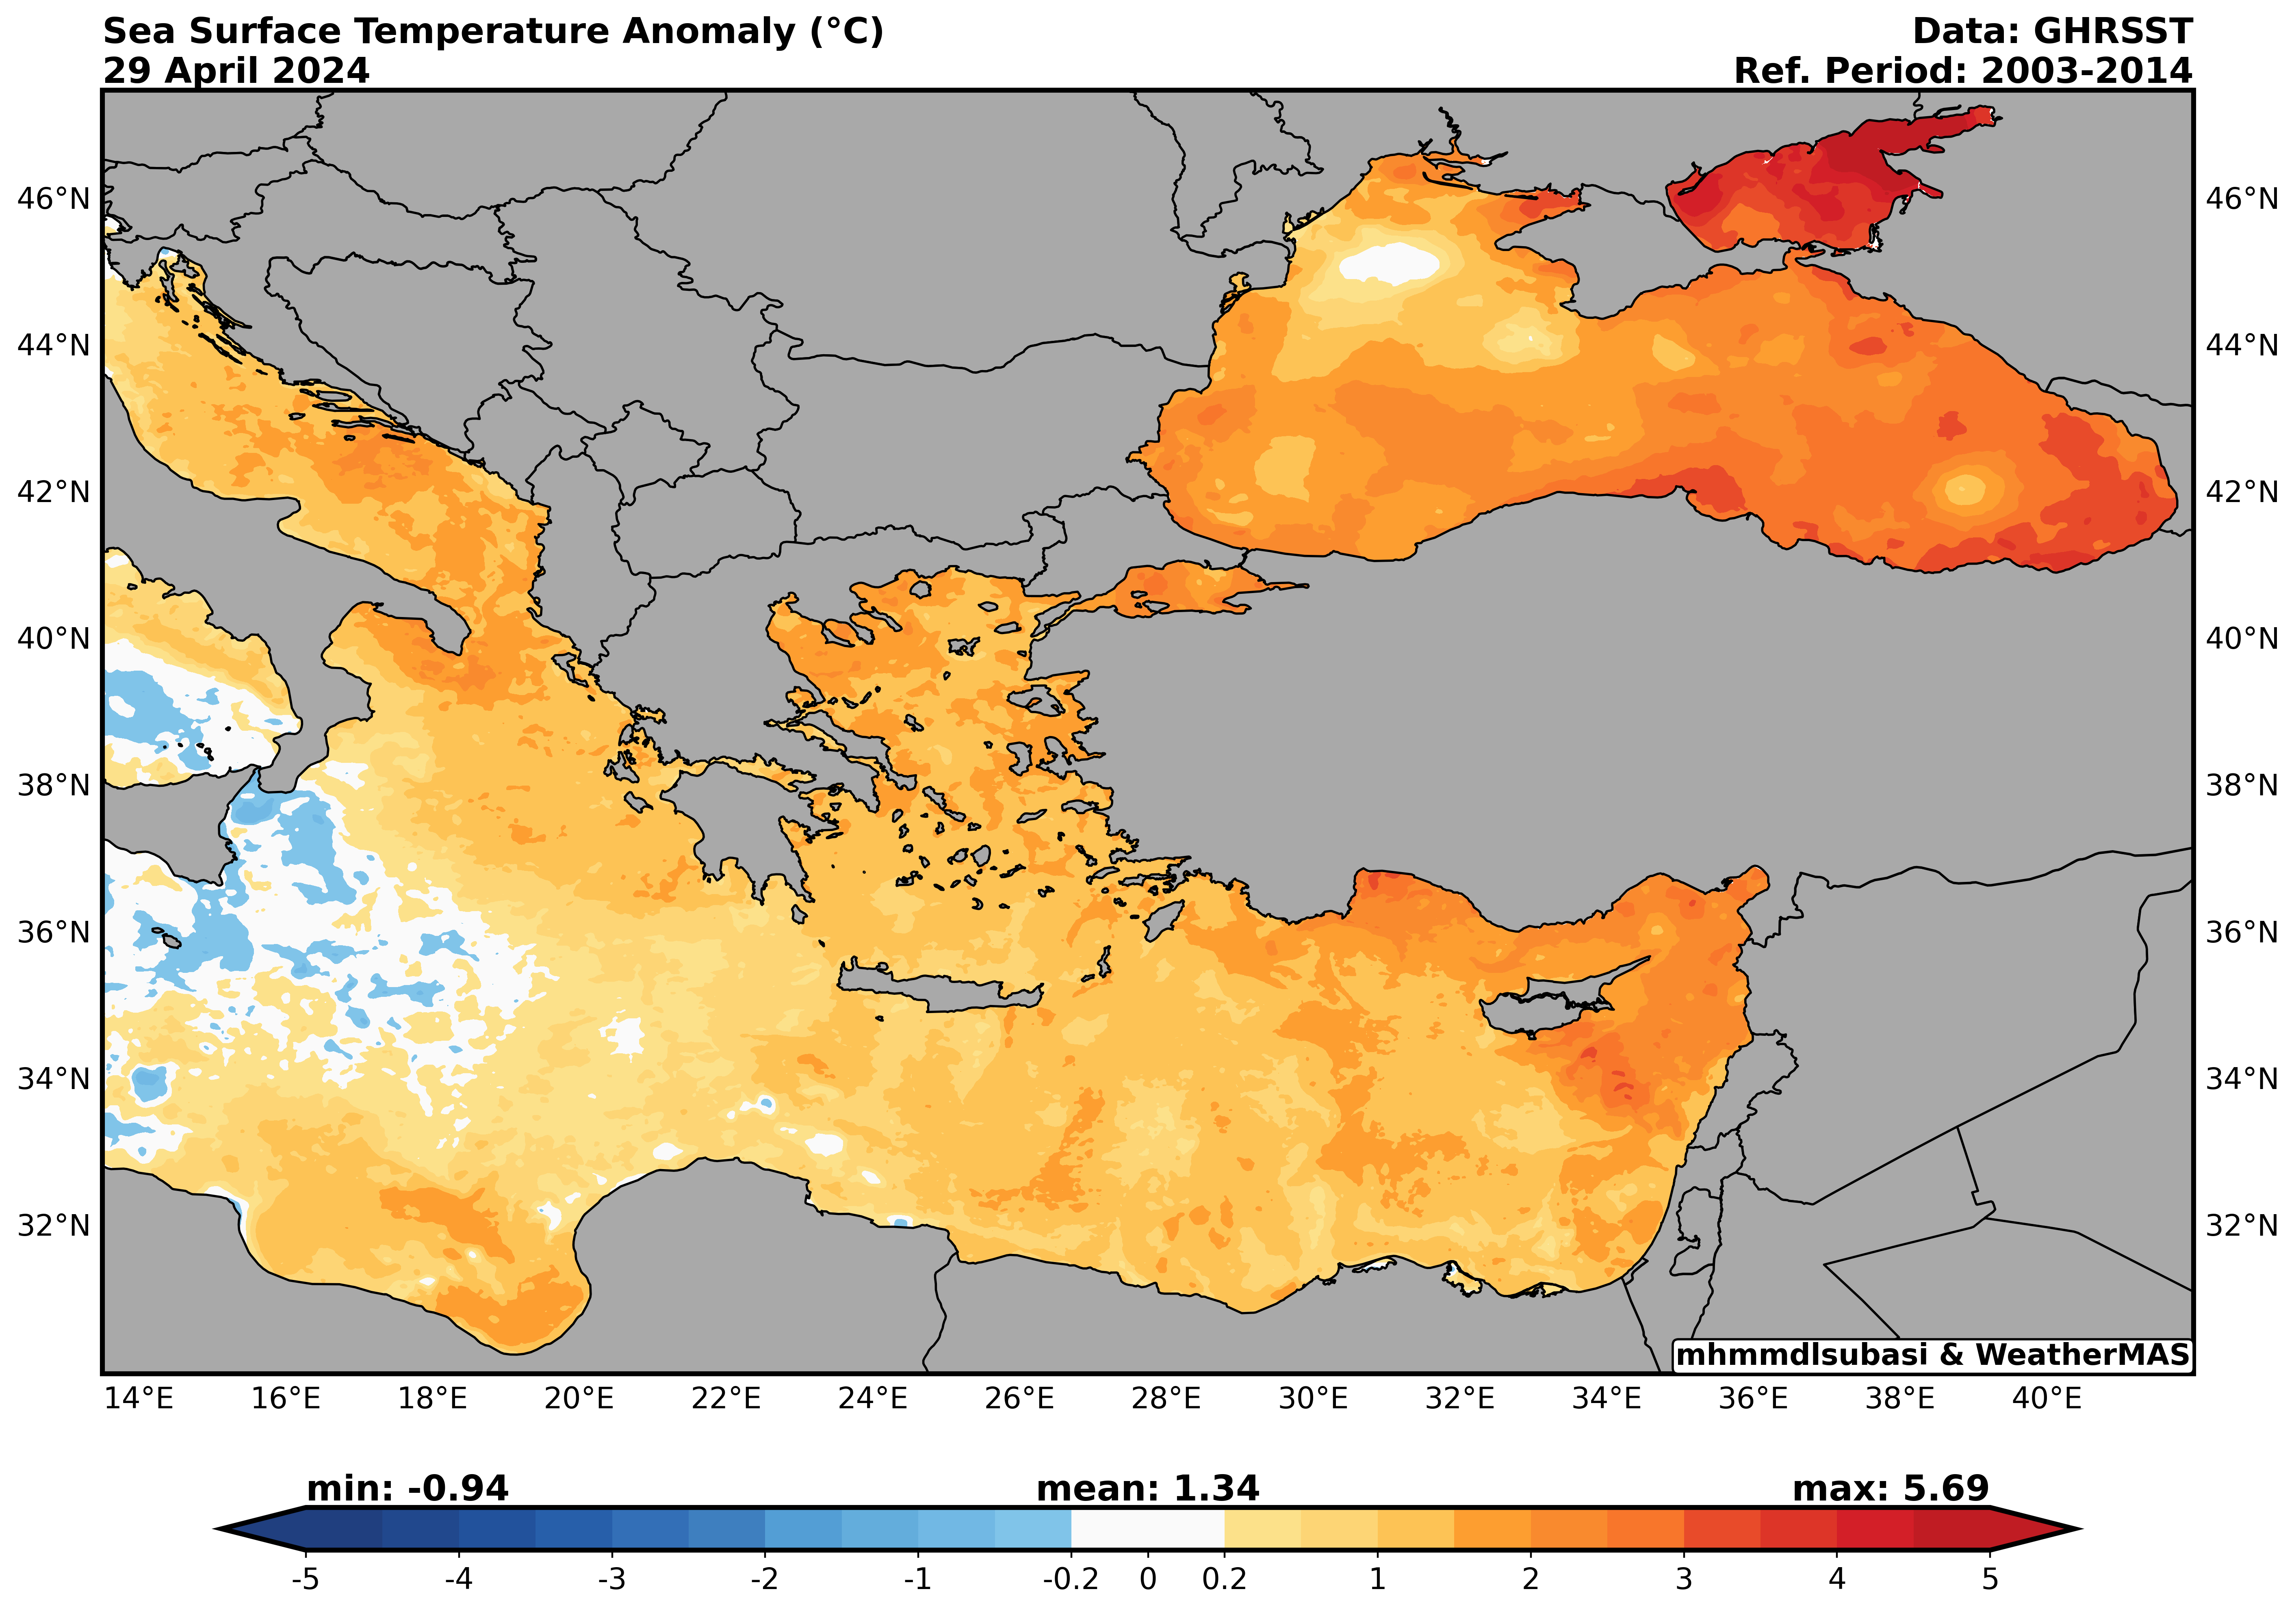 Sea Surface Temperature Anomaly (°C)
Data: GHRSST
29 April 2024
Ref. Period: 2003-2014
46°N
46°N
44°N
44°N
42°N
42°N
40°N
40°N
38°N
38°N
36°N
36°N
34°N
34°N
32°N
32°N
mhmmdlsubasi & WeatherMAS
14°E 16°E 18°E 20°E 22°E 24°E 26°E 28°E 30°E 32°E 34°E 36°E 38°E 40°E
min: -0.94 mean: 1.34 max: 5.69
-5 -4 -3 -2 -1 -0.2 0 0.2 1 2 3 4 5